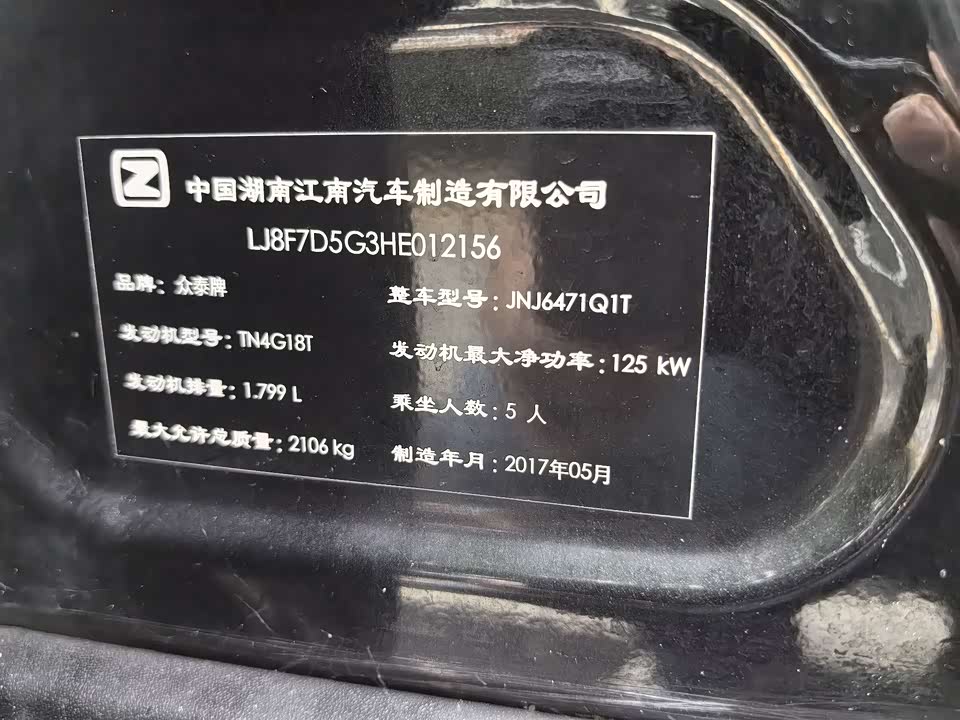 中国湖南江南汽车制造有限公司
LJ8F7D5G3HE012156
品牌：众泰牌 整车型号：JNJ6471Q1T
发动机型号：TN4G18T 发动机最大净功率：125 kW
发动机排量：1.799 L 乘坐人数：5 人
最大允许总质量：2106 kg 制造年月：2017年05月